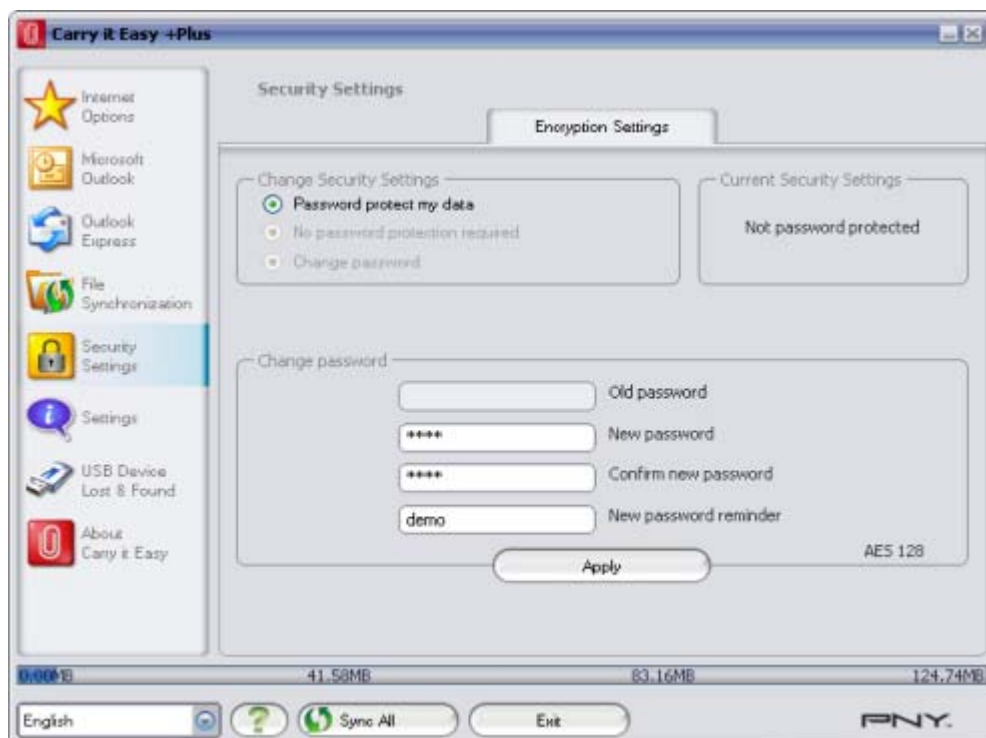 Carry it Easy +Plus
Internet
Options
Microsoft
Outlook
Outlook
Express
File
Synchronization
Security
Settings
Settings
USB Device
Lost & Found
About
Carry it Easy
Security Settings
Encryption Settings
Change Security Settings
Password protect my data
No password protection required
Change password
Current Security Settings
Not password protected
Change password
Old password
**** New password
**** Confirm new password
demo New password reminder
AES 128
Apply
0.00MB 41.58MB 83.16MB 124.74MB
English ? Sync All Exit PNY.